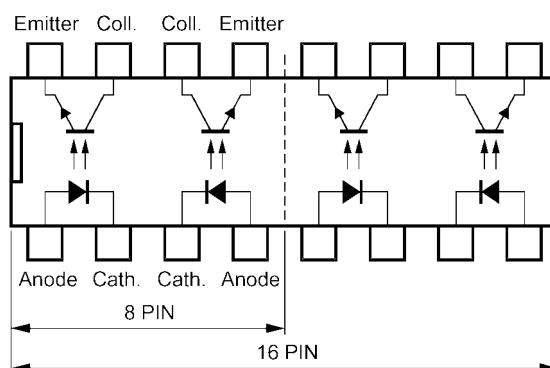 Emitter Coll. Coll. Emitter
Anode Cath. Cath. Anode
8 PIN
16 PIN